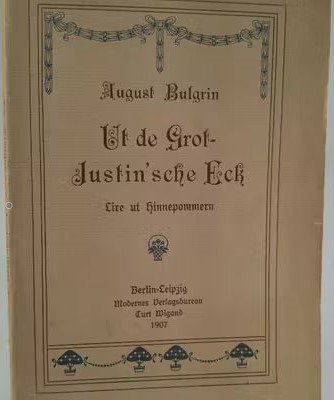 August Bulgrin
Ut de Grot-
Justin'sche Eck
Lire ut Hinnepommern
Berlin-Leipzig
Modernes Verlagsbureau
Curt Wigand
1907